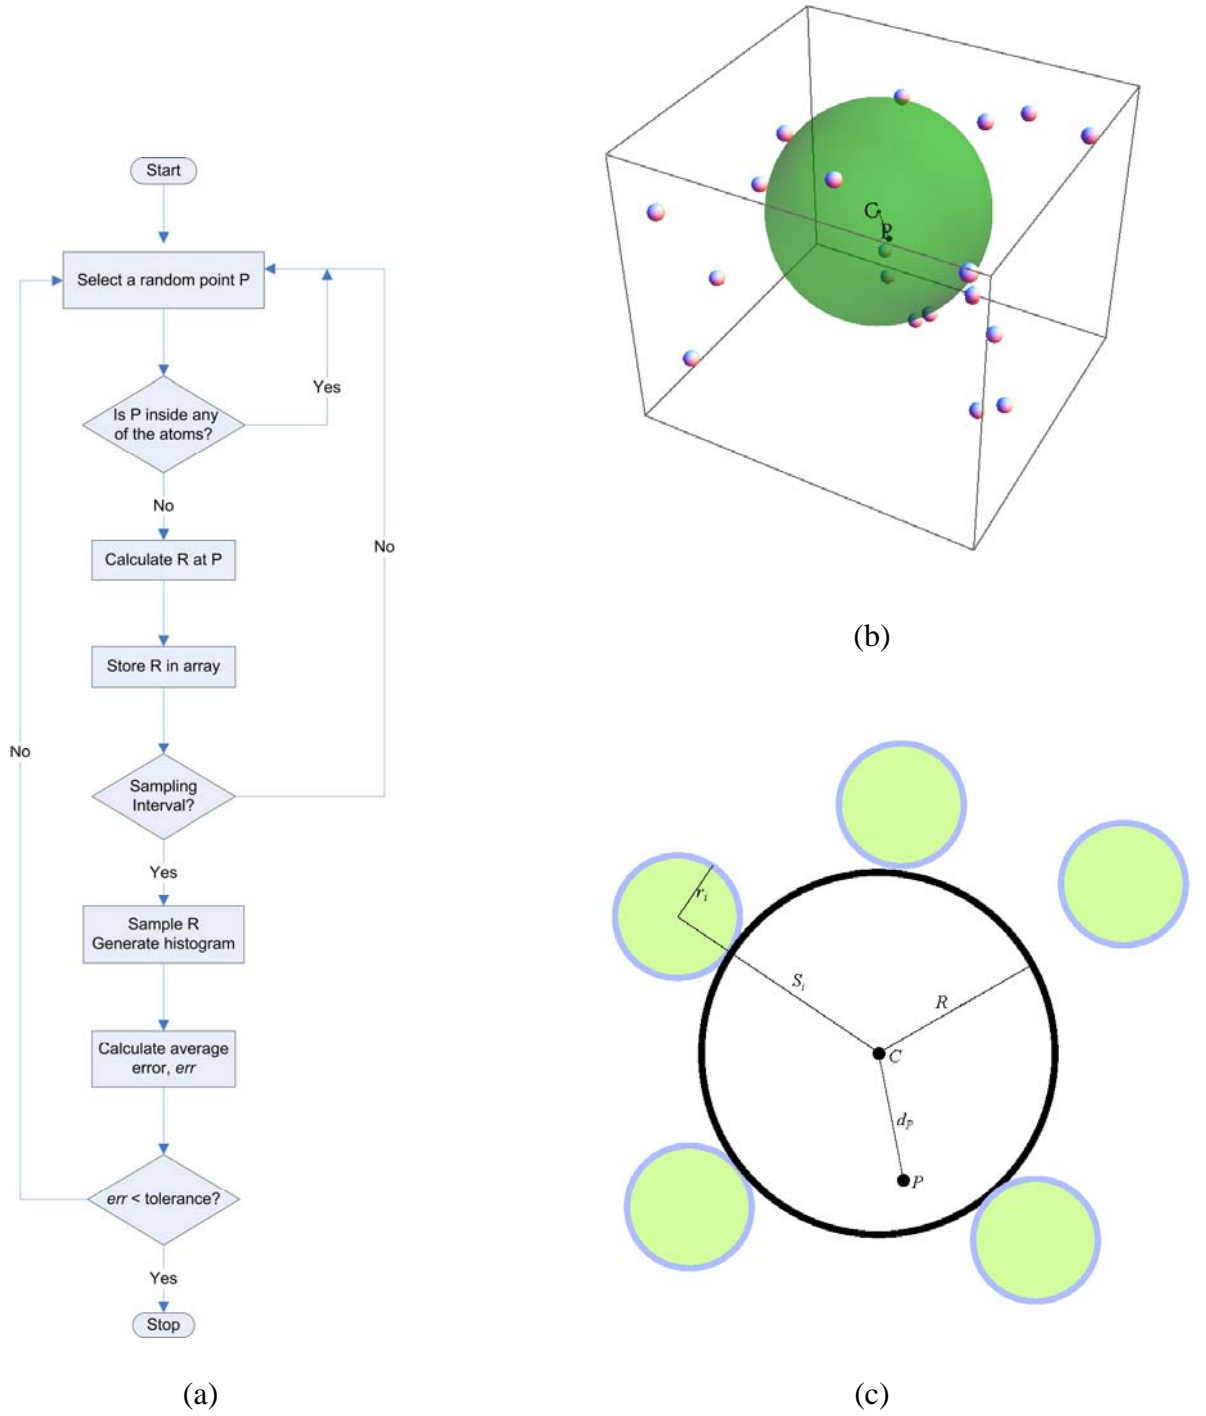 Start
Select a random point P
Is P inside any
of the atoms?
Yes
No
Calculate R at P
No
Store R in array
No
Sampling
Interval?
Yes
Sample R
Generate histogram
Calculate average
error, err
err < tolerance?
Yes
Stop
(a)
C
P
(b)
r_i
S_i
R
C
d_P
P
(c)